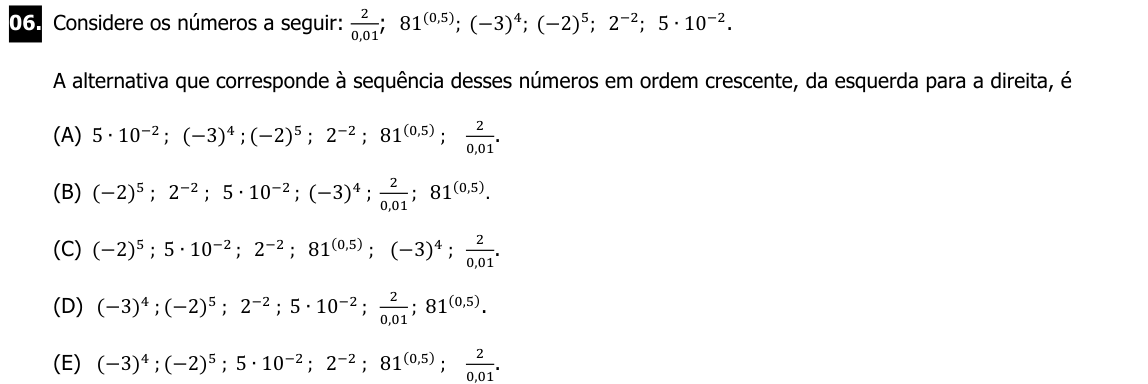 06. Considere os números a seguir: 2/0,01; 81^(0,5); (−3)^4; (−2)^5; 2^−2; 5 · 10^−2.
A alternativa que corresponde à sequência desses números em ordem crescente, da esquerda para a direita, é
(A) 5 · 10^−2; (−3)^4; (−2)^5; 2^−2; 81^(0,5); 2/0,01.
(B) (−2)^5; 2^−2; 5 · 10^−2; (−3)^4; 2/0,01; 81^(0,5).
(C) (−2)^5; 5 · 10^−2; 2^−2; 81^(0,5); (−3)^4; 2/0,01.
(D) (−3)^4; (−2)^5; 2^−2; 5 · 10^−2; 2/0,01; 81^(0,5).
(E) (−3)^4; (−2)^5; 5 · 10^−2; 2^−2; 81^(0,5); 2/0,01.